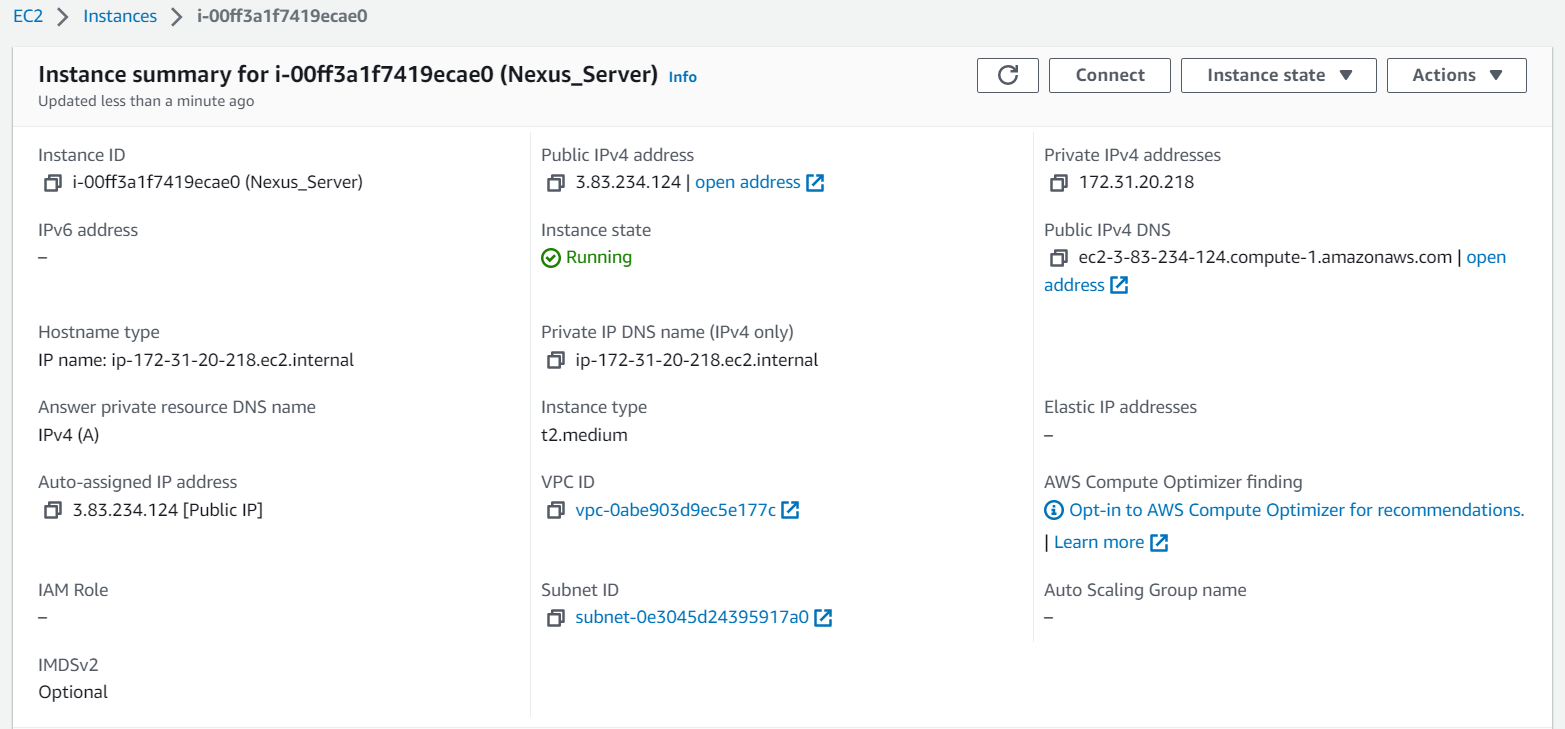 EC2 > Instances > i-00ff3a1f7419ecae0
Instance summary for i-00ff3a1f7419ecae0 (Nexus_Server) Info
Updated less than a minute ago
Connect
Instance state
Actions
Instance ID
i-00ff3a1f7419ecae0 (Nexus_Server)
Public IPv4 address
3.83.234.124 | open address
Private IPv4 addresses
172.31.20.218
IPv6 address
–
Instance state
Running
Public IPv4 DNS
ec2-3-83-234-124.compute-1.amazonaws.com | open
address
Hostname type
IP name: ip-172-31-20-218.ec2.internal
Private IP DNS name (IPv4 only)
ip-172-31-20-218.ec2.internal
Answer private resource DNS name
IPv4 (A)
Instance type
t2.medium
Elastic IP addresses
–
Auto-assigned IP address
3.83.234.124 [Public IP]
VPC ID
vpc-0abe903d9ec5e177c
AWS Compute Optimizer finding
Opt-in to AWS Compute Optimizer for recommendations.
| Learn more
IAM Role
–
Subnet ID
subnet-0e3045d24395917a0
Auto Scaling Group name
–
IMDSv2
Optional